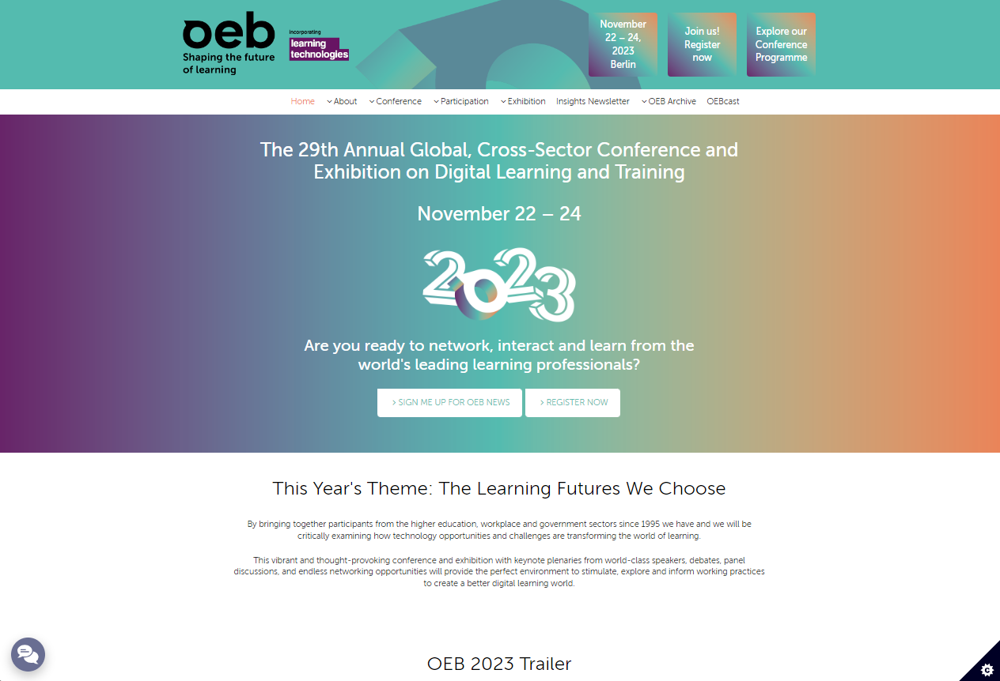 oeb
Shaping the future
of learning
incorporating
learning
technologies
November
22 – 24,
2023
Berlin
Join us!
Register
now
Explore our
Conference
Programme
Home About Conference Participation Exhibition Insights Newsletter OEB Archive OEBcast
The 29th Annual Global, Cross-Sector Conference and
Exhibition on Digital Learning and Training
November 22 – 24
2023
Are you ready to network, interact and learn from the
world's leading learning professionals?
> SIGN ME UP FOR OEB NEWS > REGISTER NOW
This Year's Theme: The Learning Futures We Choose
By bringing together participants from the higher education, workplace and government sectors since 1995 we have and we will be
critically examining how technology opportunities and challenges are transforming the world of learning.
This vibrant and thought-provoking conference and exhibition with keynote plenaries from world-class speakers, debates, panel
discussions, and endless networking opportunities will provide the perfect environment to stimulate, explore and inform working practices
to create a better digital learning world.
OEB 2023 Trailer
C